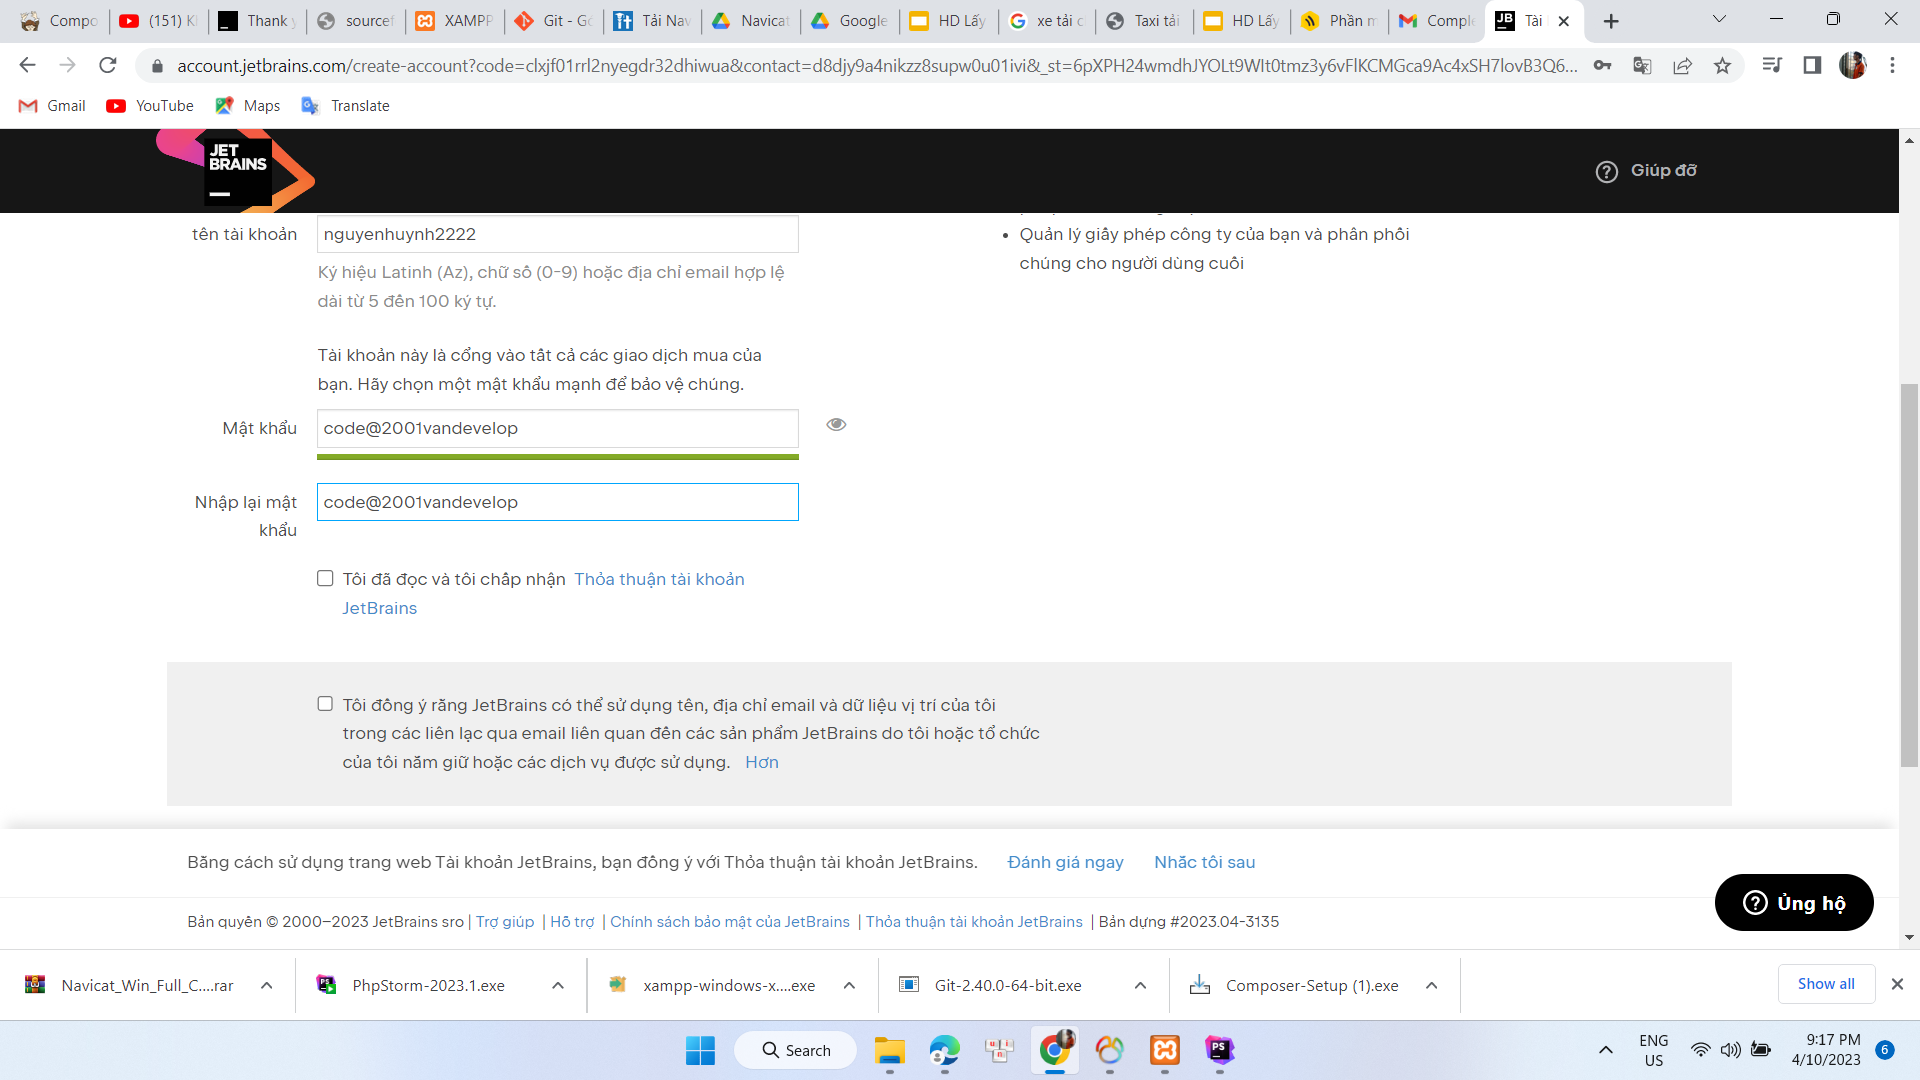 Compo
(151) K
Thank y
sourcef
XAMPP
Git - Go
Tải Nav
Navicat
Google
HD Lấy
xe tải c
Taxi tải
HD Lấy
Phần m
Comple
Tài
account.jetbrains.com/create-account?code=clxjf01rrl2nyegdr32dhiwua&contact=d8djy9a4nikzz8supw0u01ivi&_st=6pXPH24wmdhJYOLt9WIt0tmz3y6vFlKCMGca9Ac4xSH7lovB3Q6...
Gmail
YouTube
Maps
Translate
JET
BRAINS
Giúp đỡ
tên tài khoản
nguyenhuynh2222
Ký hiệu Latinh (Az), chữ số (0-9) hoặc địa chỉ email hợp lệ
dài từ 5 đến 100 ký tự.
Quản lý giấy phép công ty của bạn và phân phối
chúng cho người dùng cuối
Tài khoản này là cổng vào tất cả các giao dịch mua của
bạn. Hãy chọn một mật khẩu mạnh để bảo vệ chúng.
Mật khẩu
code@2001vandevelop
Nhập lại mật
khẩu
code@2001vandevelop
Tôi đã đọc và tôi chấp nhận Thỏa thuận tài khoản
JetBrains
Tôi đồng ý rằng JetBrains có thể sử dụng tên, địa chỉ email và dữ liệu vị trí của tôi
trong các liên lạc qua email liên quan đến các sản phẩm JetBrains do tôi hoặc tổ chức
của tôi nắm giữ hoặc các dịch vụ được sử dụng. Hơn
Bằng cách sử dụng trang web Tài khoản JetBrains, bạn đồng ý với Thỏa thuận tài khoản JetBrains. Đánh giá ngay Nhắc tôi sau
Ủng hộ
Bản quyền © 2000–2023 JetBrains sro | Trợ giúp | Hỗ trợ | Chính sách bảo mật của JetBrains | Thỏa thuận tài khoản JetBrains | Bản dựng #2023.04-3135
Navicat_Win_Full_C....rar
PhpStorm-2023.1.exe
xampp-windows-x....exe
Git-2.40.0-64-bit.exe
Composer-Setup (1).exe
Show all
Search
ENG
US
9:17 PM
4/10/2023
6